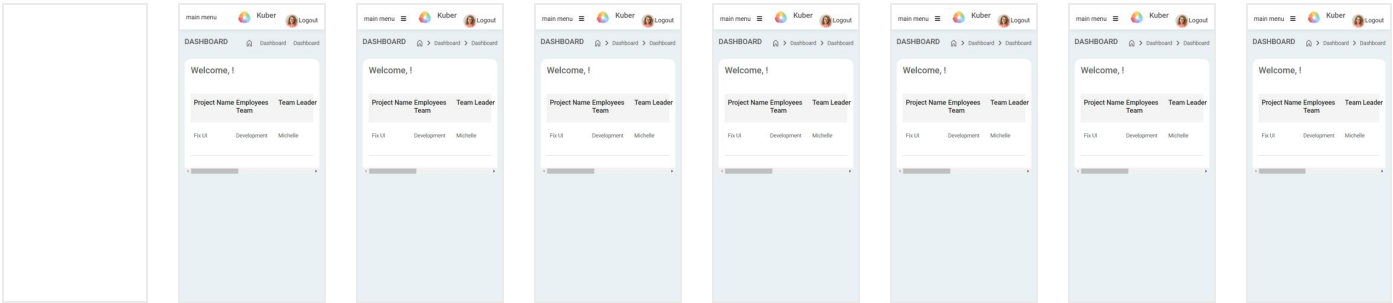 main menu Kuber Logout
DASHBOARD Dashboard Dashboard
Welcome, !
Project Name Employees Team Leader
Team
Fix UI Development Michelle
main menu Kuber Logout
DASHBOARD Dashboard Dashboard
Welcome, !
Project Name Employees Team Leader
Team
Fix UI Development Michelle
main menu Kuber Logout
DASHBOARD Dashboard Dashboard
Welcome, !
Project Name Employees Team Leader
Team
Fix UI Development Michelle
main menu Kuber Logout
DASHBOARD Dashboard Dashboard
Welcome, !
Project Name Employees Team Leader
Team
Fix UI Development Michelle
main menu Kuber Logout
DASHBOARD Dashboard Dashboard
Welcome, !
Project Name Employees Team Leader
Team
Fix UI Development Michelle
main menu Kuber Logout
DASHBOARD Dashboard Dashboard
Welcome, !
Project Name Employees Team Leader
Team
Fix UI Development Michelle
main menu Kuber Logout
DASHBOARD Dashboard Dashboard
Welcome, !
Project Name Employees Team Leader
Team
Fix UI Development Michelle